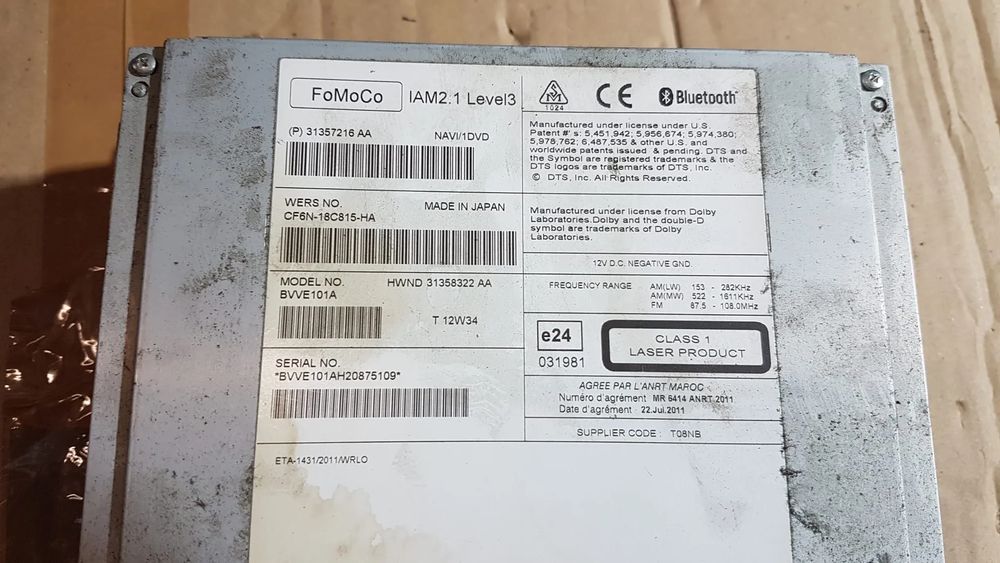 FoMoCo
IAM2.1 Level3
(P) 31357216 AA
NAVI/1DVD
WERS NO.
MADE IN JAPAN
CF6N-18C815-HA
MODEL NO.
HWND 31358322 AA
BVVE101A
T 12W34
SERIAL NO.
*BVVE101AH20875109*
ETA-1431/2011/WRLO
1024
CE
Bluetooth
Manufactured under license under U.S.
Patent #' s: 5,451,942; 5,956,674; 5,974,380;
5,978,762; 6,487,535 & other U.S. and
worldwide patents issued & pending. DTS and
the Symbol are registered trademarks & the
DTS logos are trademarks of DTS, Inc.
© DTS, Inc. All Rights Reserved.
Manufactured under license from Dolby
Laboratories.Dolby and the double-D
symbol are trademarks of Dolby
Laboratories.
12V D.C. NEGATIVE GND.
FREQUENCY RANGE AM(LW) 153 - 282KHz
AM(MW) 522 - 1611KHz
FM 87.5 - 108.0MHz
e24
031981
CLASS 1
LASER PRODUCT
AGREE PAR L'ANRT MAROC
Numéro d'agrément MR 6414 ANRT 2011
Date d'agrément : 22.Jul.2011
SUPPLIER CODE : T08NB